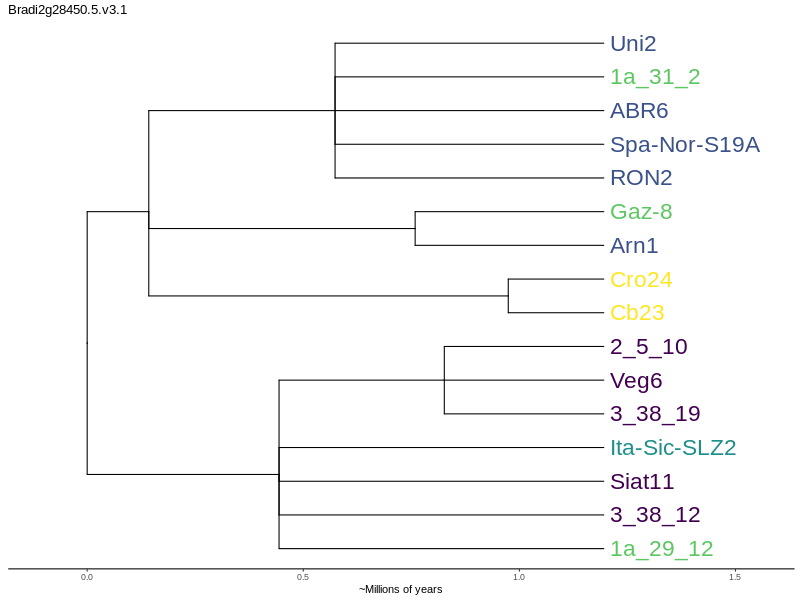 Bradi2g28450.5.v3.1
Uni2
1a_31_2
ABR6
Spa-Nor-S19A
RON2
Gaz-8
Arn1
Cro24
Cb23
2_5_10
Veg6
3_38_19
Ita-Sic-SLZ2
Siat11
3_38_12
1a_29_12
0.0 0.5 1.0 1.5
~Millions of years